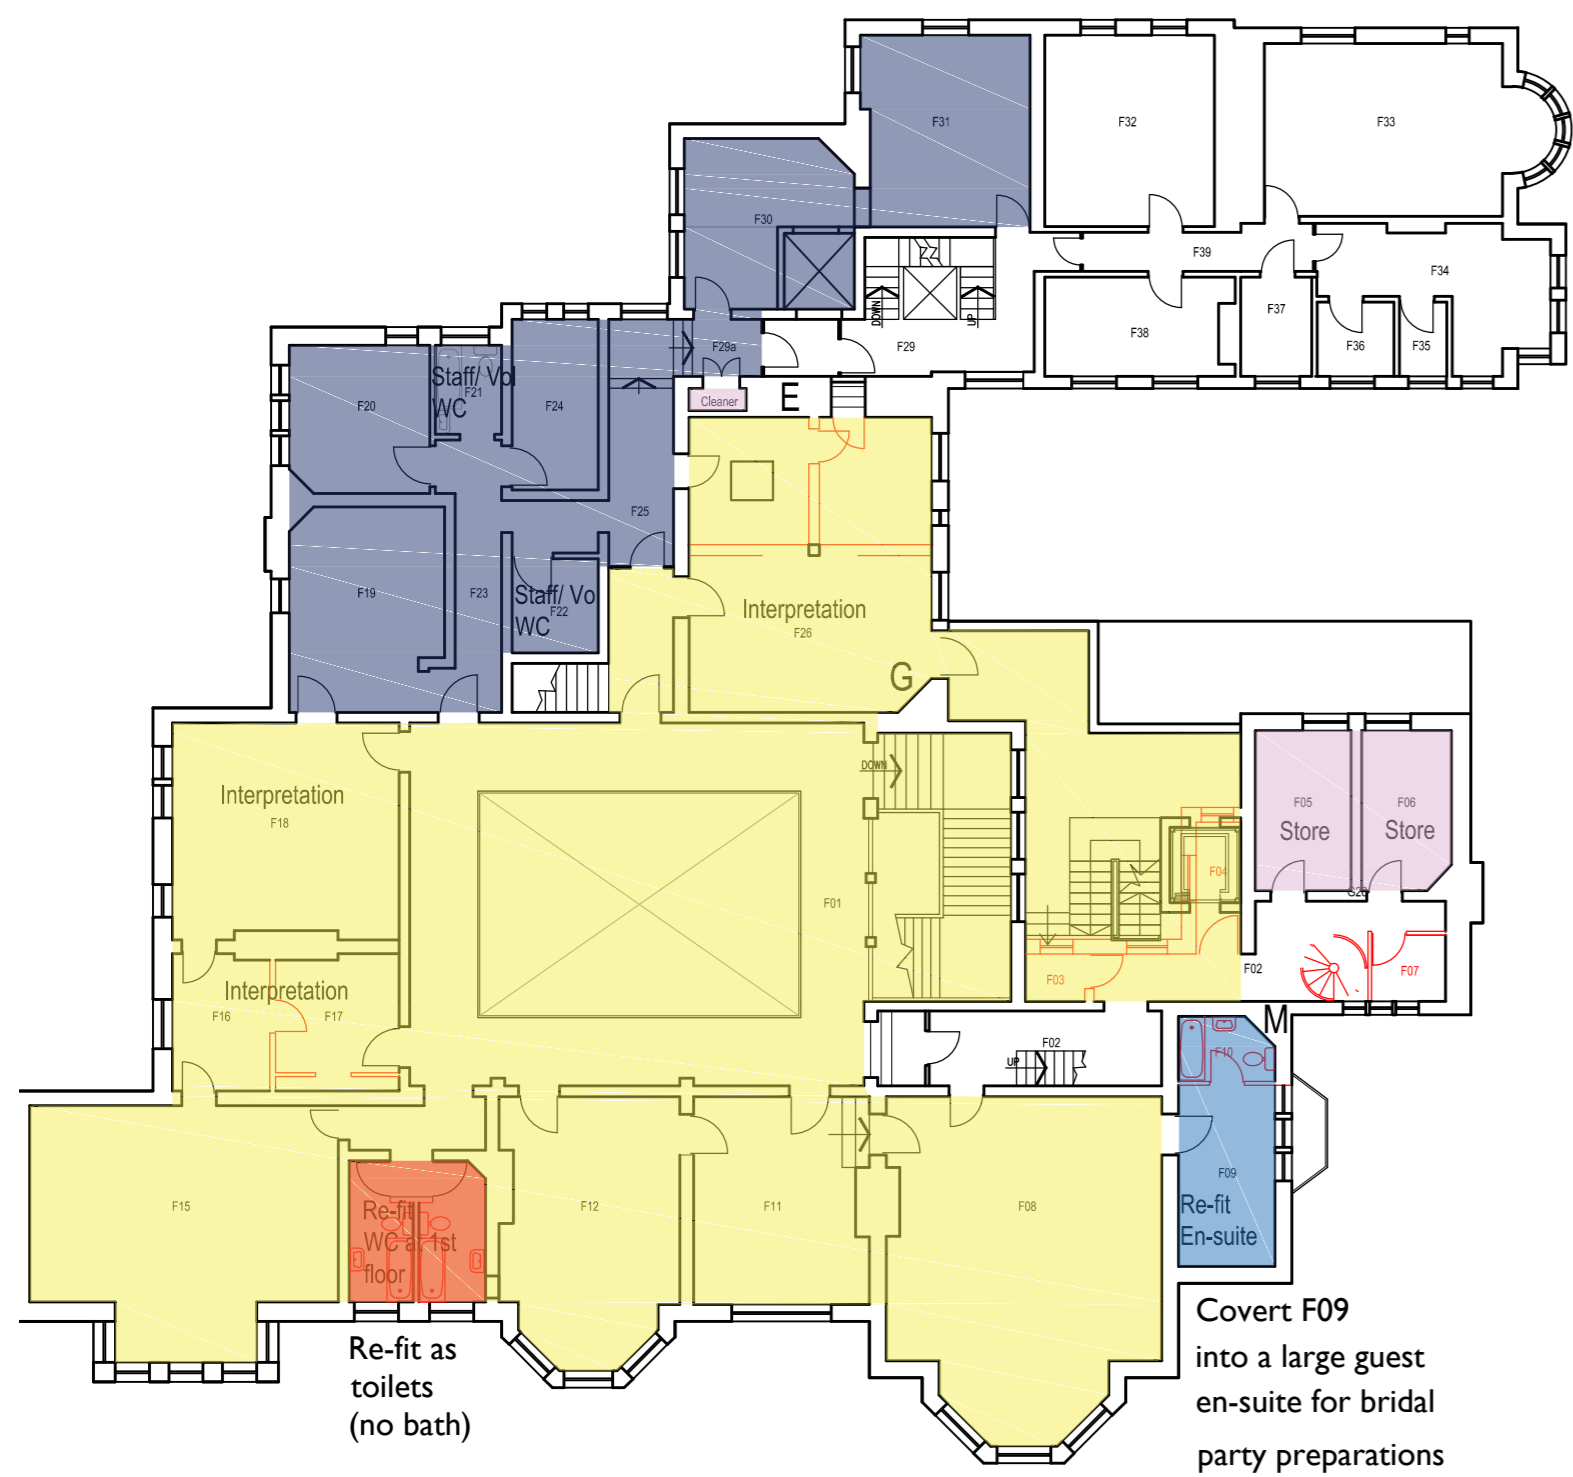 F31
F32
F33
F30
F39
F34
DOWN
UP
F29
F38
F37
F36
F35
F29a
Cleaner
E
F20
Staff/ Vol
F21
WC
F24
F25
Interpretation
F26
G
F19
F23
Staff/ Vo
F22
WC
Interpretation
F18
DOWN
F01
F04
F05
Store
F06
Store
G28
F02
F07
F03
Interpretation
F16
F17
M
F02
UP
F10
F15
Re-fit
WC at 1st
floor
F12
F11
F08
F09
Re-fit
En-suite
Re-fit as
toilets
(no bath)
Covert F09
into a large guest
en-suite for bridal
party preparations